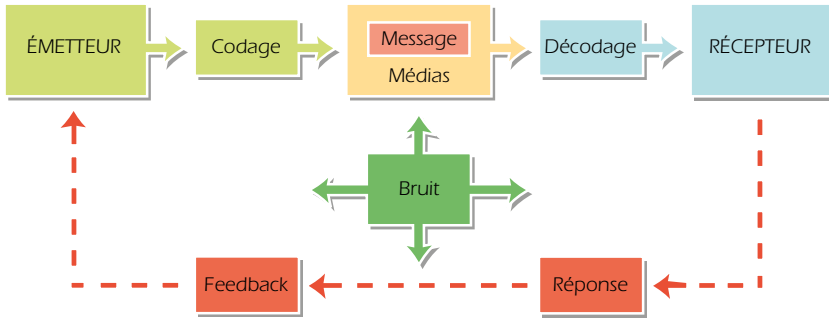 ÉMETTEUR
Codage
Message
Médias
Décodage
RÉCEPTEUR
Bruit
Feedback
Réponse